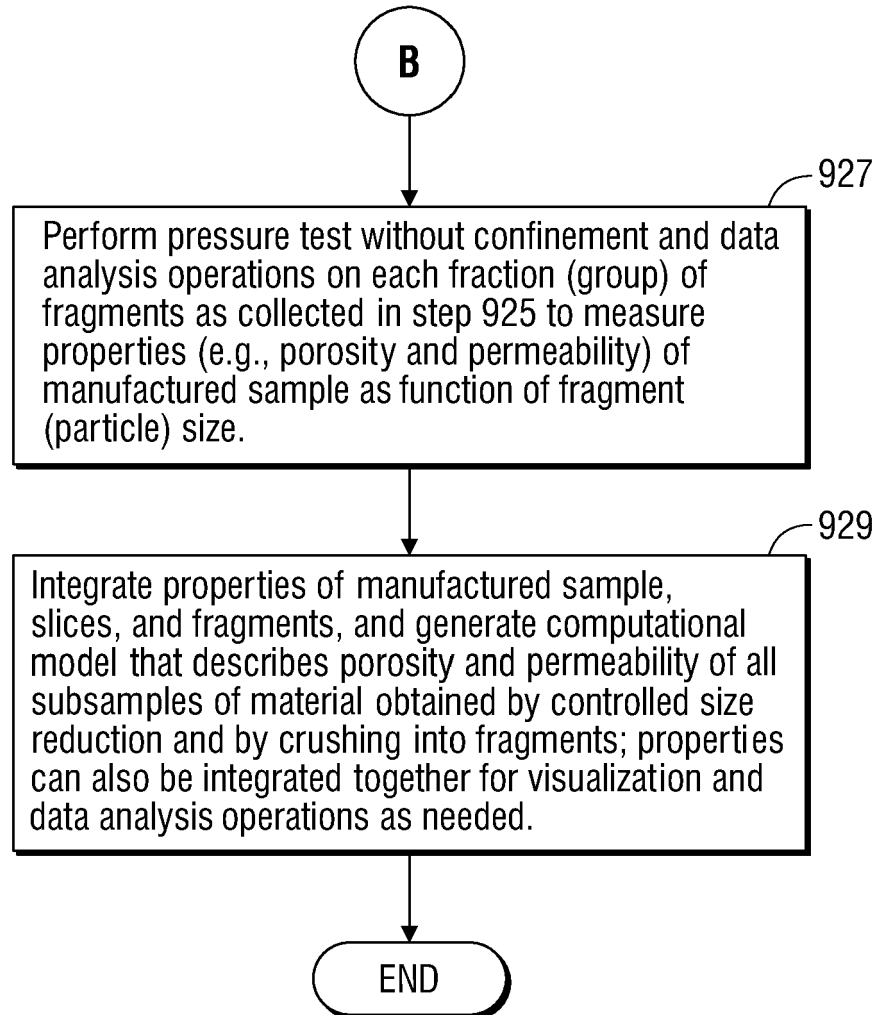 B
927
Perform pressure test without confinement and data
analysis operations on each fraction (group) of
fragments as collected in step 925 to measure
properties (e.g., porosity and permeability) of
manufactured sample as function of fragment
(particle) size.
929
Integrate properties of manufactured sample,
slices, and fragments, and generate computational
model that describes porosity and permeability of all
subsamples of material obtained by controlled size
reduction and by crushing into fragments; properties
can also be integrated together for visualization and
data analysis operations as needed.
END